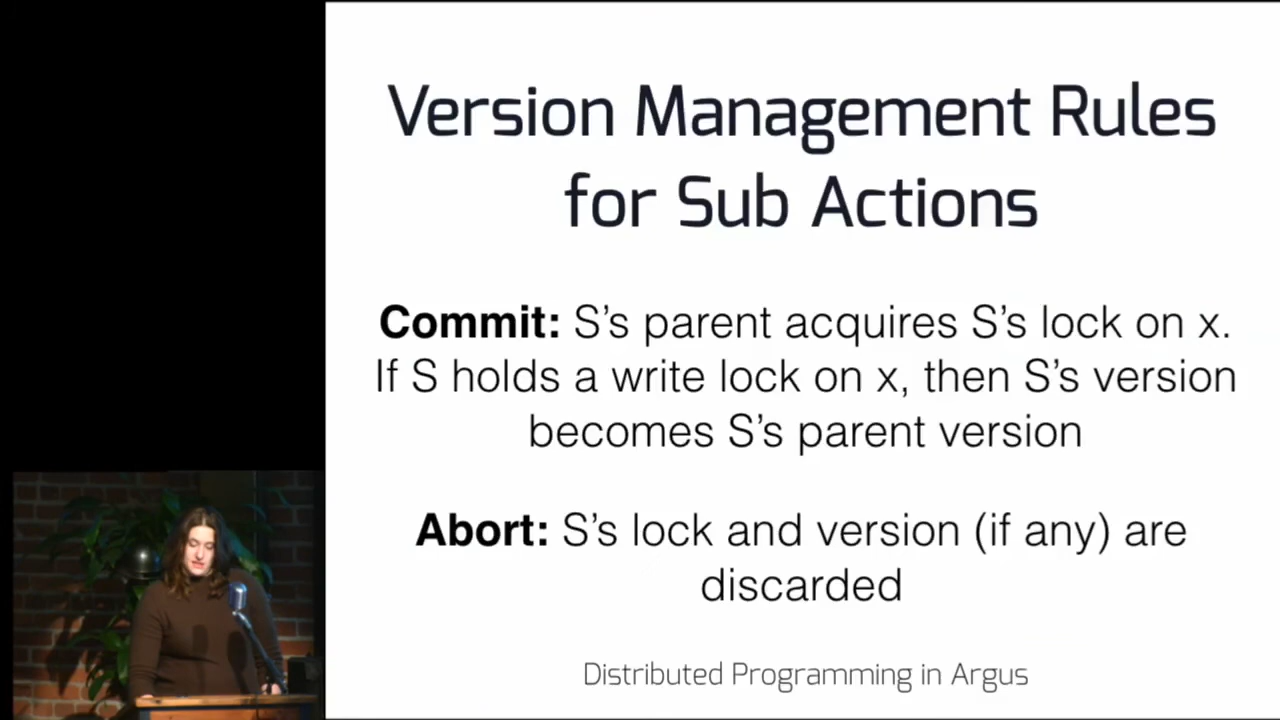 Version Management Rules
for Sub Actions
Commit: S’s parent acquires S’s lock on x.
If S holds a write lock on x, then S’s version
becomes S’s parent version
Abort: S’s lock and version (if any) are
discarded
Distributed Programming in Argus